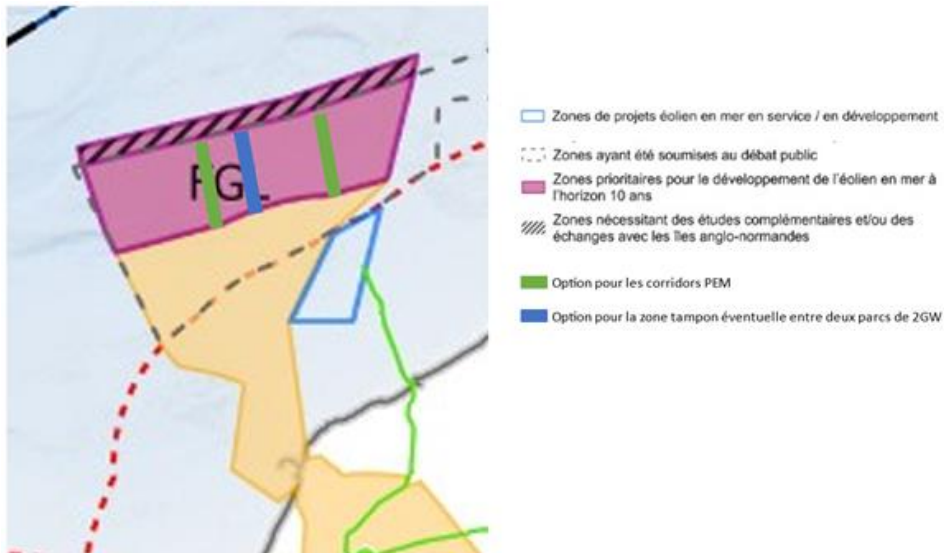 FGL
Zones de projets éolien en mer en service / en développement
Zones ayant été soumises au débat public
Zones prioritaires pour le développement de l'éolien en mer à
l'horizon 10 ans
Zones nécessitant des études complémentaires et/ou des
échanges avec les îles anglo-normandes
Option pour les corridors PEM
Option pour la zone tampon éventuelle entre deux parcs de 2GW